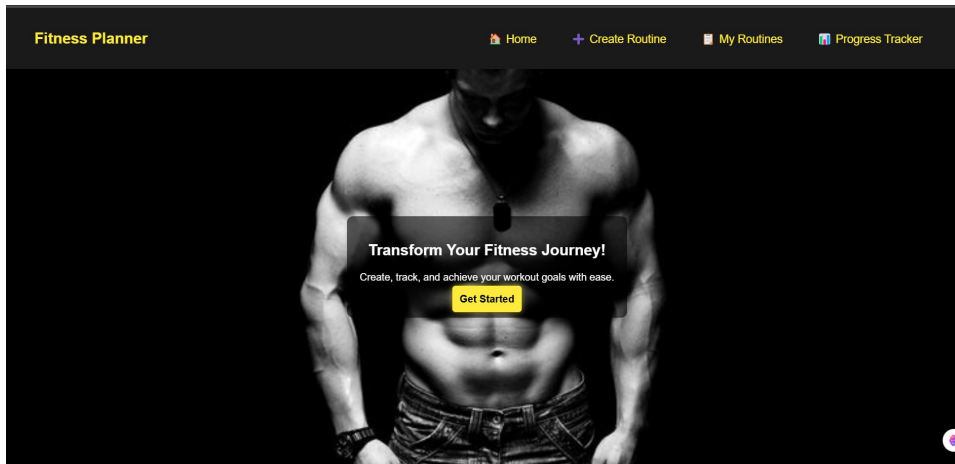 Fitness Planner
🏠 Home
➕ Create Routine
📋 My Routines
📊 Progress Tracker
Transform Your Fitness Journey!
Create, track, and achieve your workout goals with ease.
Get Started